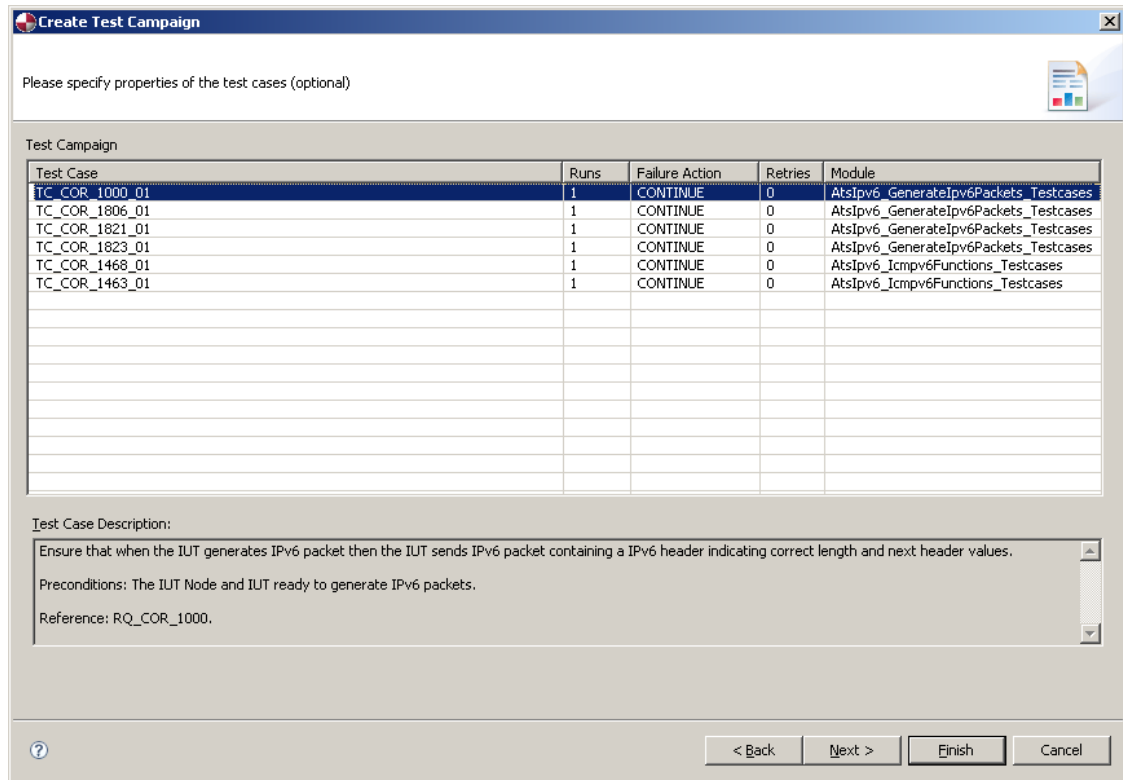 Create Test Campaign
Please specify properties of the test cases (optional)
Test Campaign
Test Case Runs Failure Action Retries Module
TC_COR_1000_01 1 CONTINUE 0 AtsIpv6_GenerateIpv6Packets_Testcases
TC_COR_1806_01 1 CONTINUE 0 AtsIpv6_GenerateIpv6Packets_Testcases
TC_COR_1821_01 1 CONTINUE 0 AtsIpv6_GenerateIpv6Packets_Testcases
TC_COR_1823_01 1 CONTINUE 0 AtsIpv6_GenerateIpv6Packets_Testcases
TC_COR_1468_01 1 CONTINUE 0 AtsIpv6_Icmpv6Functions_Testcases
TC_COR_1463_01 1 CONTINUE 0 AtsIpv6_Icmpv6Functions_Testcases
Test Case Description:
Ensure that when the IUT generates IPv6 packet then the IUT sends IPv6 packet containing a IPv6 header indicating correct length and next header values.
Preconditions: The IUT Node and IUT ready to generate IPv6 packets.
Reference: RQ_COR_1000.
? < Back Next > Finish Cancel